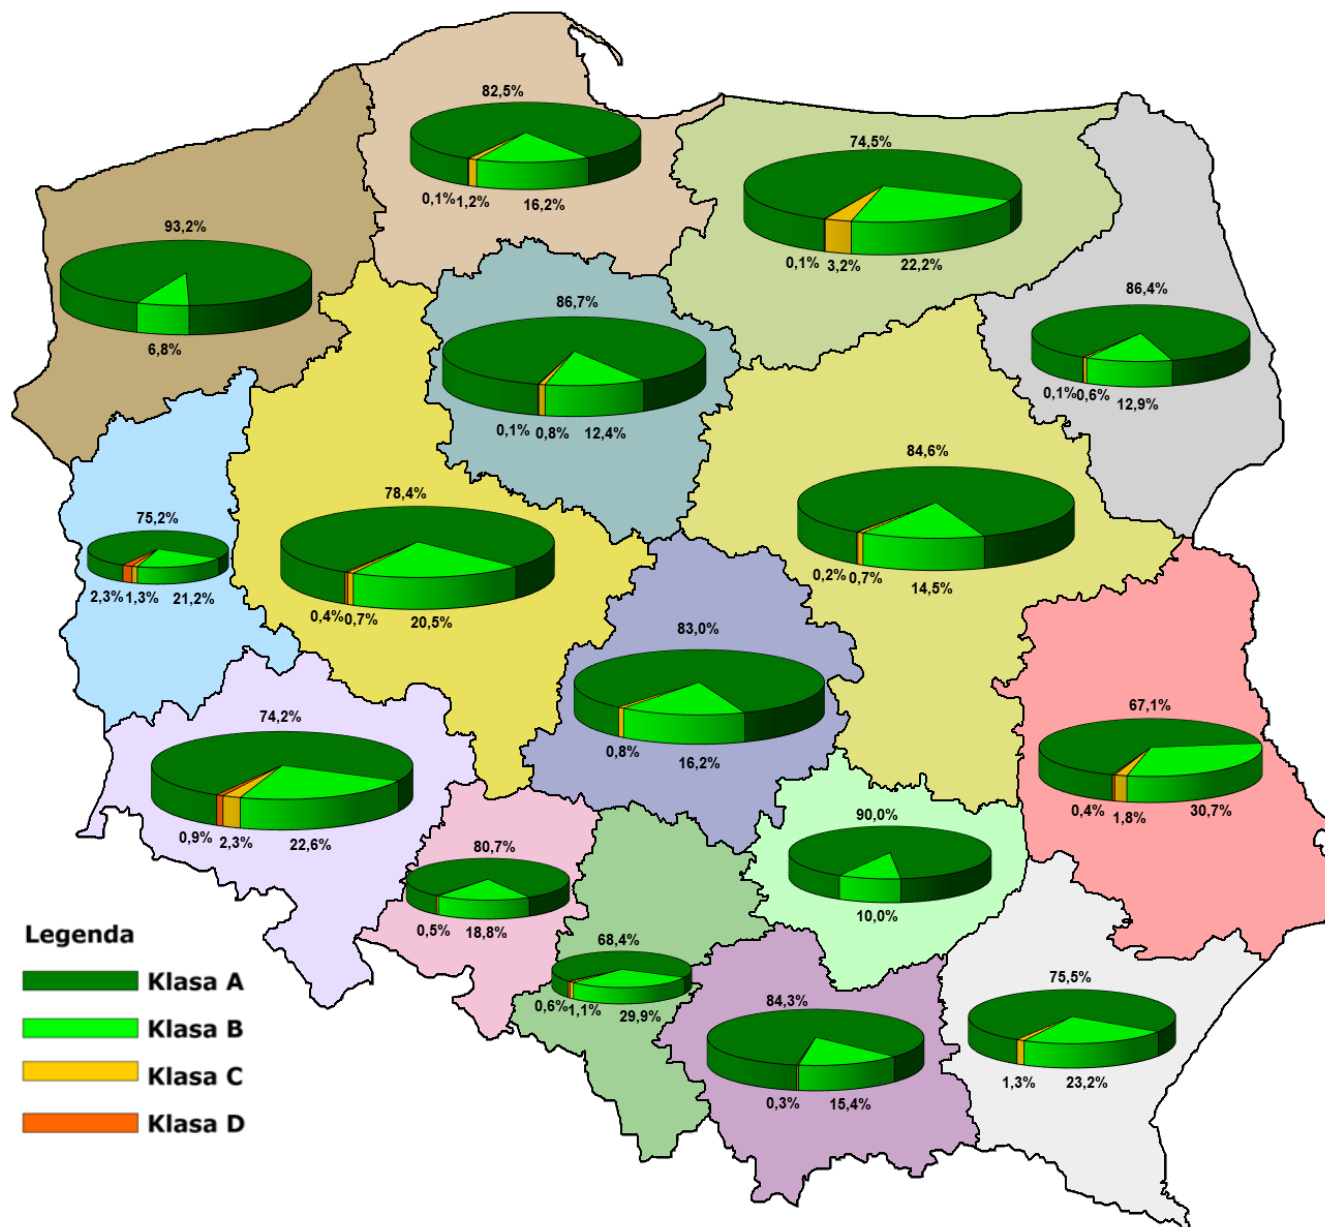 82,5%
0,1% 1,2% 16,2%
74,5%
0,1% 3,2% 22,2%
93,2%
6,8%
86,7%
0,1% 0,8% 12,4%
86,4%
0,1% 0,6% 12,9%
84,6%
0,2% 0,7% 14,5%
78,4%
0,4% 0,7% 20,5%
75,2%
2,3% 1,3% 21,2%
83,0%
0,8% 16,2%
74,2%
0,9% 2,3% 22,6%
67,1%
0,4% 1,8% 30,7%
90,0%
10,0%
80,7%
0,5% 18,8%
68,4%
0,6% 1,1% 29,9%
84,3%
0,3% 15,4%
75,5%
1,3% 23,2%
Legenda
Klasa A
Klasa B
Klasa C
Klasa D